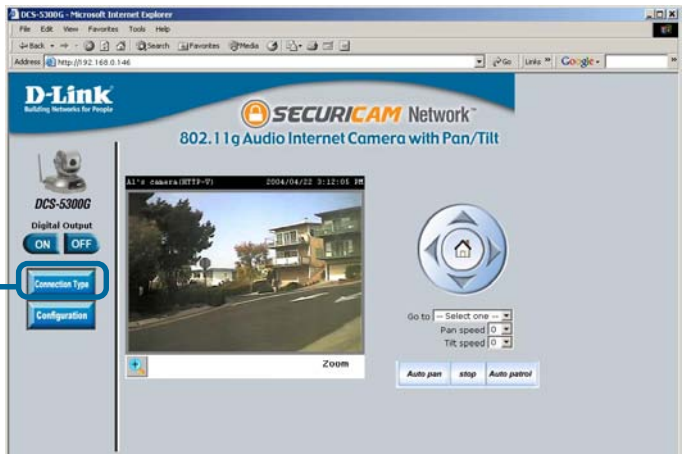 DCS-5300G - Microsoft Internet Explorer
File Edit View Favorites Tools Help
Back Search Favorites Media
Address http://192.168.0.146 Go Links » Google »
D-Link
Building Networks for People
SECURICAM Network™
802.11g Audio Internet Camera with Pan/Tilt
DCS-5300G
Digital Output
ON OFF
Connection Type
Configuration
Al's camera(HTTP-V) 2004/04/22 3:12:05 PM
Zoom
Go to -- Select one --
Pan speed 0
Tilt speed 0
Auto pan stop Auto patrol